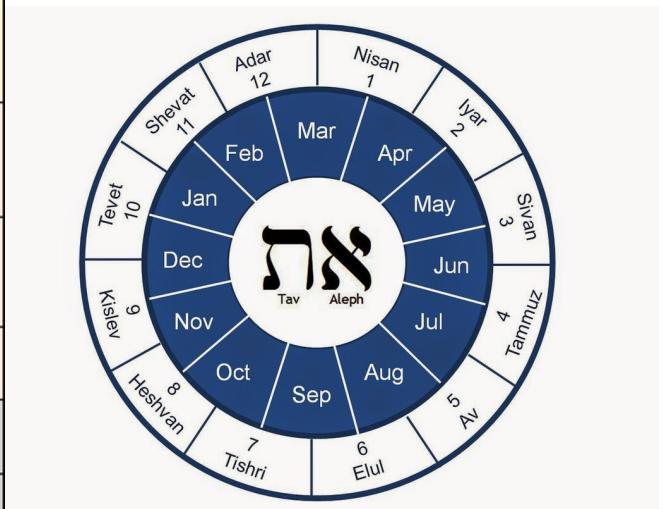 Nisan
1
Iyar
2
Sivan
3
4
Tammuz
5
Av
6
Elul
7
Tishri
8
Heshvan
9
Kislev
Tevet
10
Shevat
11
Adar
12
Mar
Apr
May
Jun
Jul
Aug
Sep
Oct
Nov
Dec
Jan
Feb
את
Tav Aleph